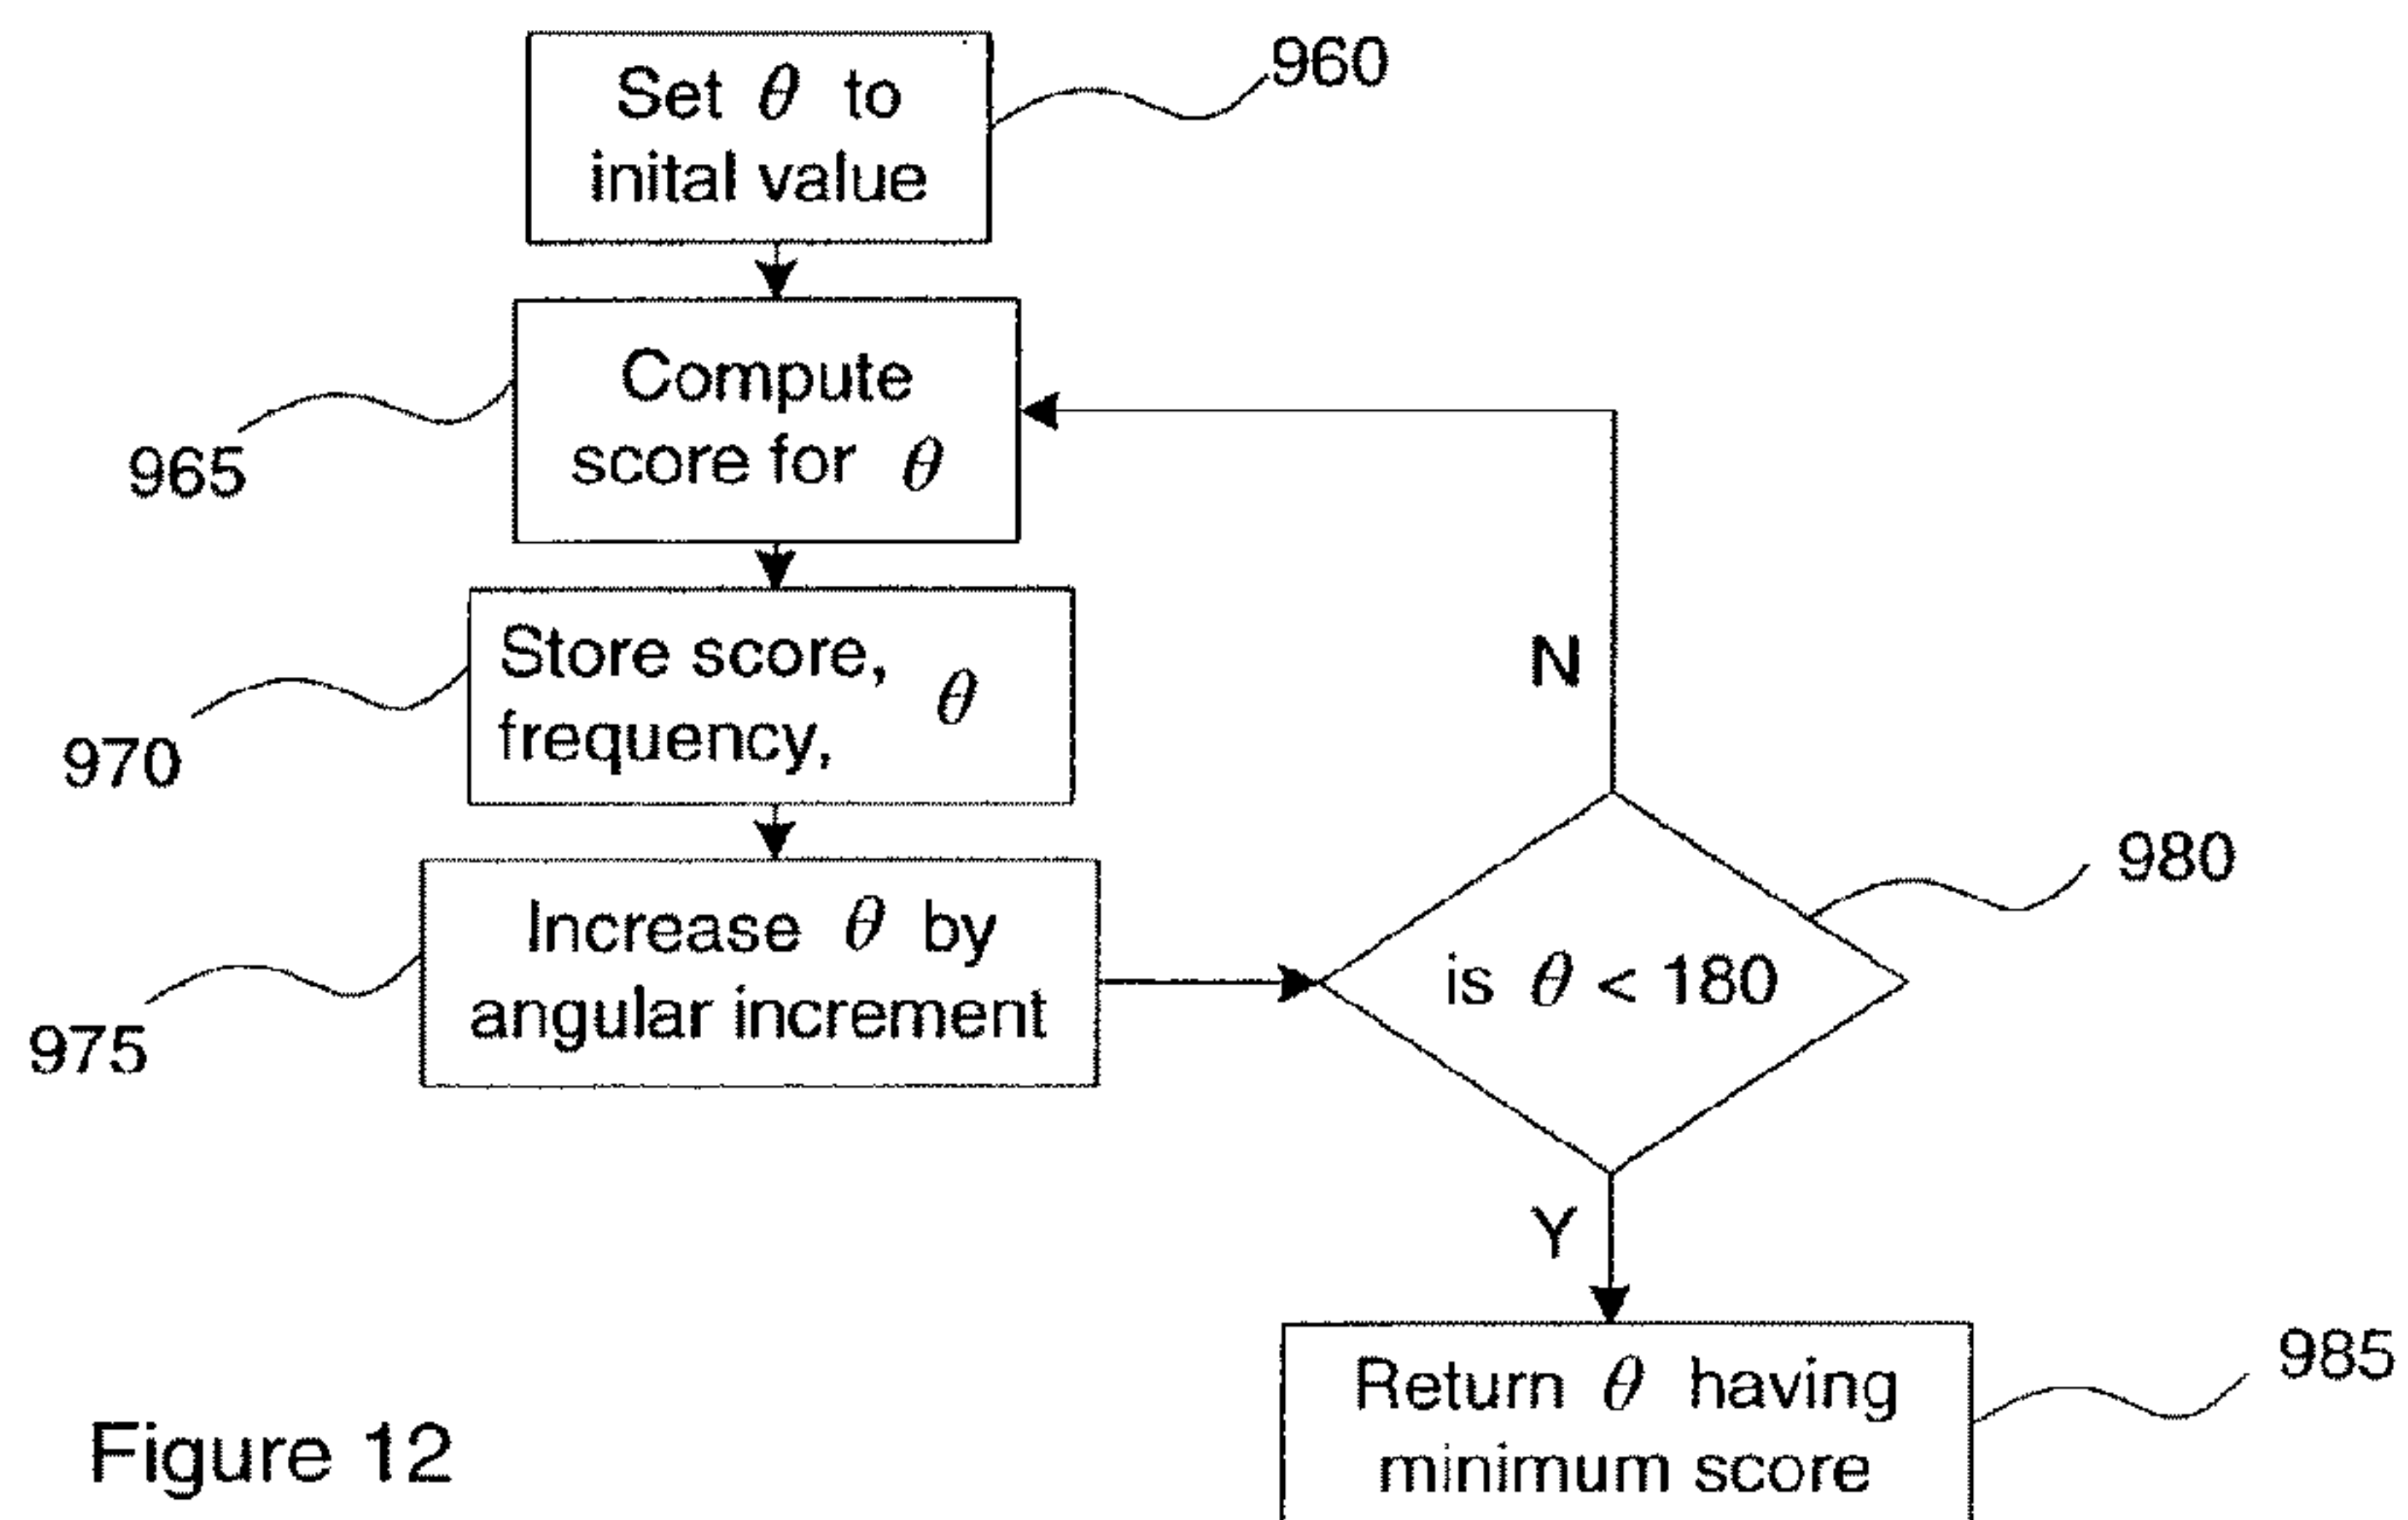 Set θ to
inital value
960
Compute
score for θ
965
Store score,
frequency, θ
970
Increase θ by
angular increment
975
N
is θ < 180
980
Y
Return θ having
minimum score
985
Figure 12